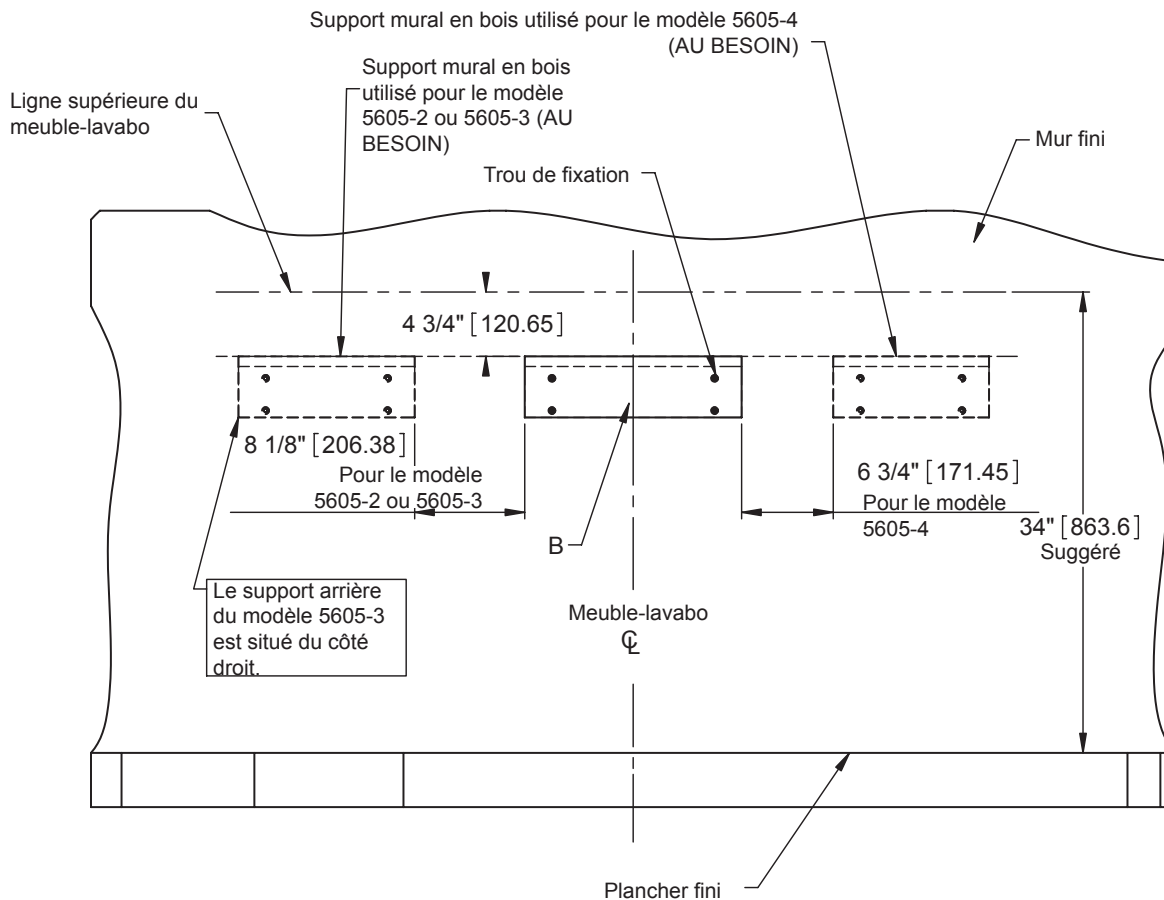 Support mural en bois utilisé pour le modèle 5605-4
(AU BESOIN)
Support mural en bois
utilisé pour le modèle
5605-2 ou 5605-3 (AU
BESOIN)
Ligne supérieure du
meuble-lavabo
Mur fini
Trou de fixation
4 3/4" [120.65]
8 1/8" [206.38]
Pour le modèle
5605-2 ou 5605-3
6 3/4" [171.45]
Pour le modèle
5605-4
34" [863.6]
Suggéré
B
Le support arrière
du modèle 5605-3
est situé du côté
droit.
Meuble-lavabo
℄
Plancher fini